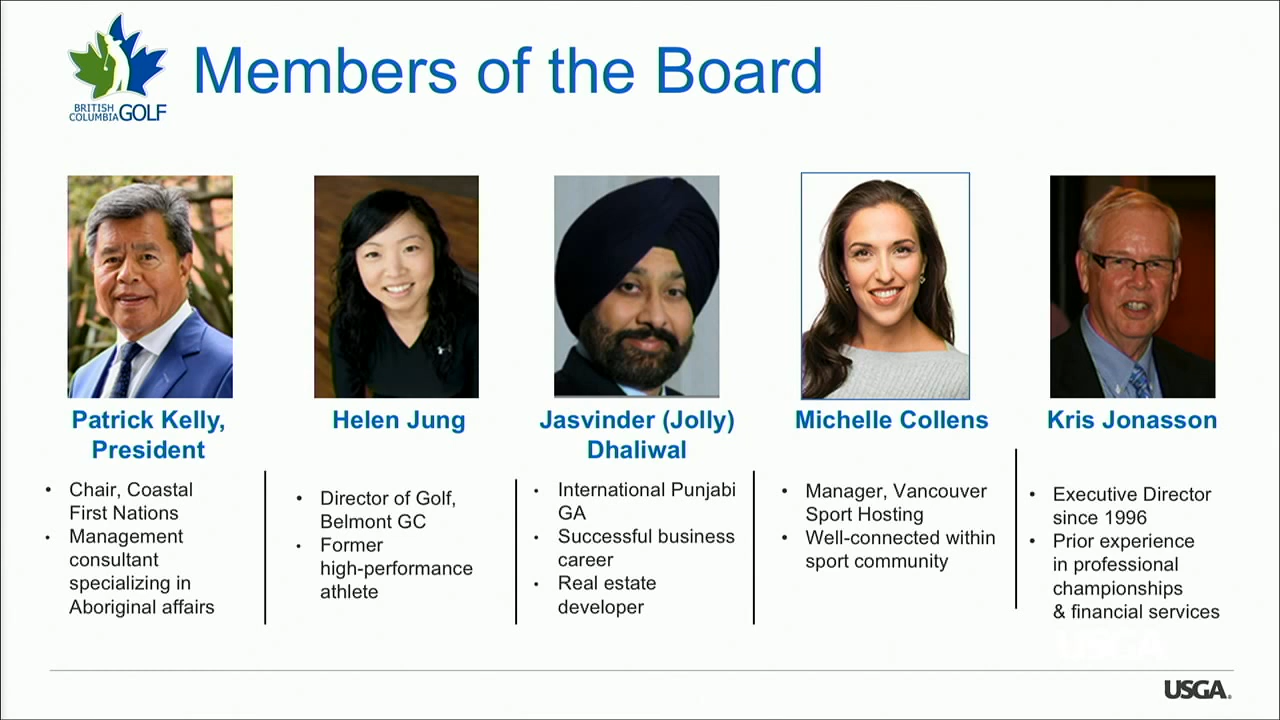 BRITISH
COLUMBIA GOLF
Members of the Board
Patrick Kelly,
President
• Chair, Coastal
First Nations
• Management
consultant
specializing in
Aboriginal affairs
Helen Jung
• Director of Golf,
Belmont GC
• Former
high-performance
athlete
Jasvinder (Jolly)
Dhaliwal
• International Punjabi
GA
• Successful business
career
• Real estate
developer
Michelle Collens
• Manager, Vancouver
Sport Hosting
• Well-connected within
sport community
Kris Jonasson
• Executive Director
since 1996
• Prior experience
in professional
championships
& financial services
USGA
USGA.